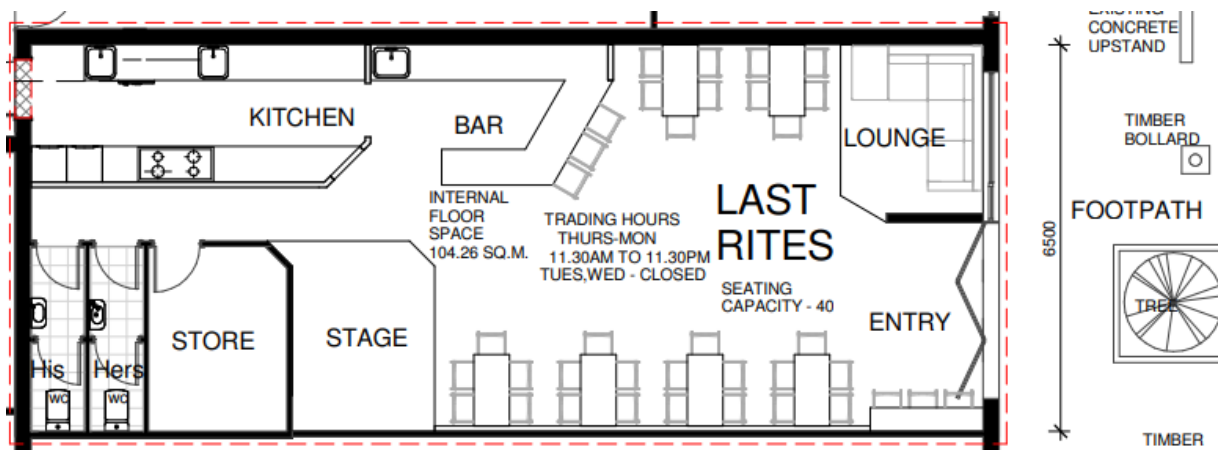 EXISTING
CONCRETE
UPSTAND
KITCHEN
BAR
LOUNGE
TIMBER
BOLLARD
INTERNAL
FLOOR
SPACE
104.26 SQ.M.
TRADING HOURS
THURS-MON
11.30AM TO 11.30PM
TUES,WED - CLOSED
LAST
RITES
SEATING
CAPACITY - 40
FOOTPATH
6500
ENTRY
TREE
STORE
STAGE
His
Hers
WC
WC
TIMBER